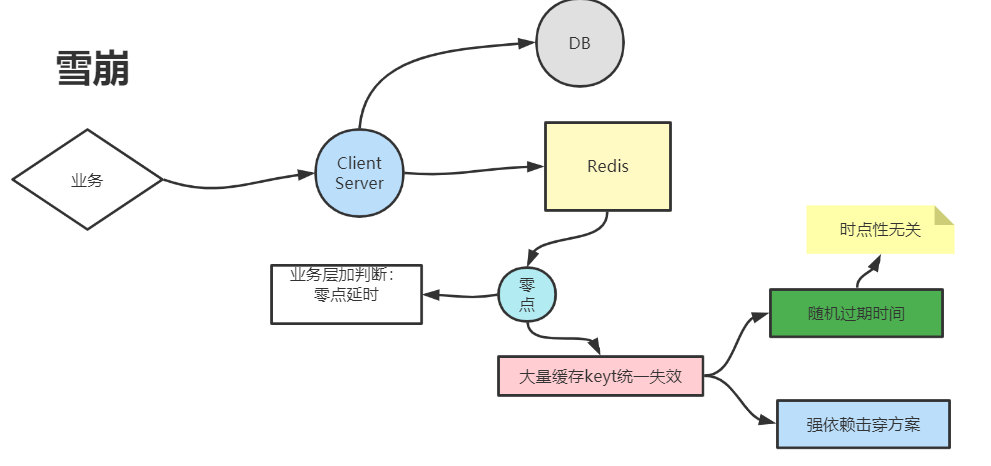 雪崩
DB
Client
Server
Redis
业务
时点性无关
业务层加判断：
零点延时
零
点
随机过期时间
大量缓存keyt统一失效
强依赖击穿方案